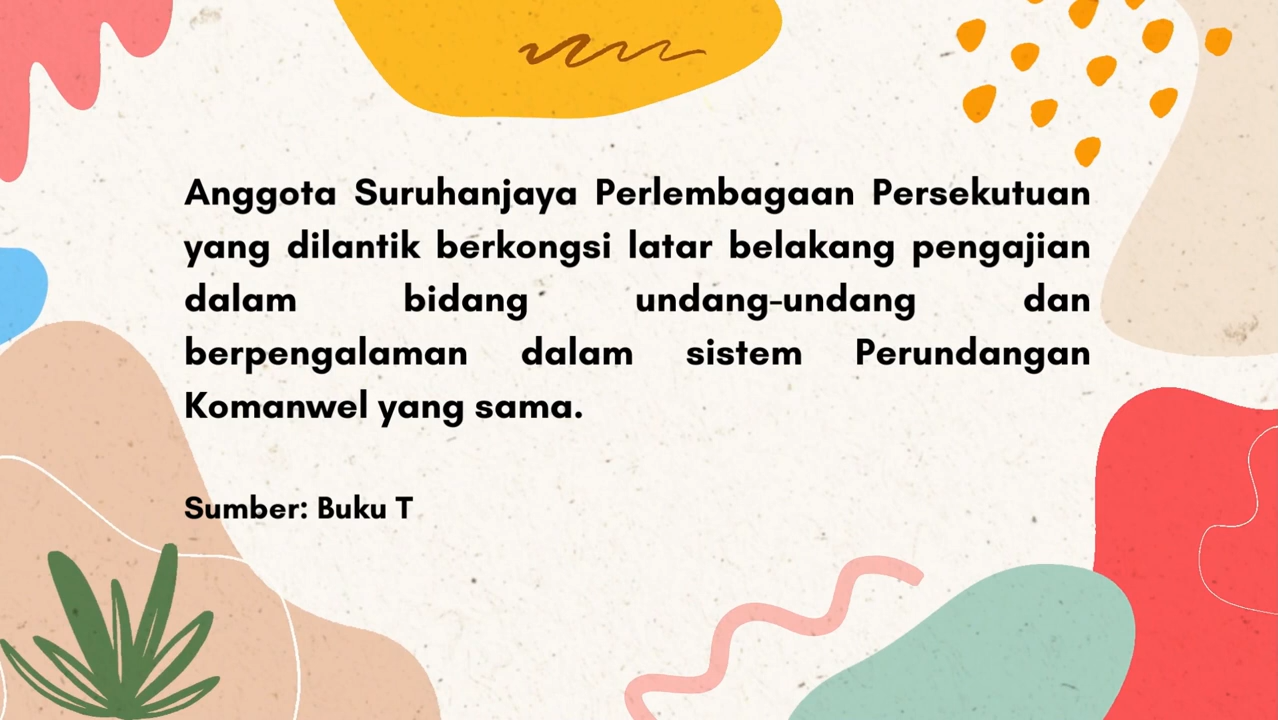 Anggota Suruhanjaya Perlembagaan Persekutuan
yang dilantik berkongsi latar belakang pengajian
dalam bidang undang-undang dan
berpengalaman dalam sistem Perundangan
Komanwel yang sama.
Sumber: Buku T